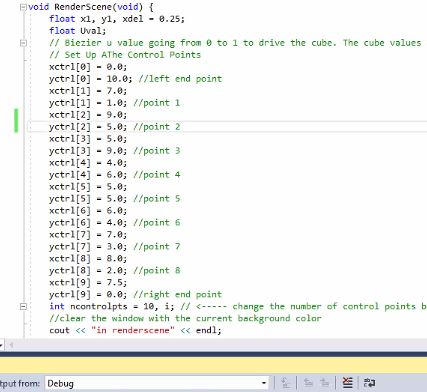 void RenderScene(void) {
float x1, y1, xdel = 0.25;
float Uval;
// Biezier u value going from 0 to 1 to drive the cube. The cube values
// Set Up AThe Control Points
xctrl[0] = 0.0;
yctrl[0] = 10.0; //left end point
xctrl[1] = 7.0;
yctrl[1] = 1.0; //point 1
xctrl[2] = 9.0;
yctrl[2] = 5.0; //point 2
xctrl[3] = 5.0;
yctrl[3] = 9.0; //point 3
xctrl[4] = 4.0;
yctrl[4] = 6.0; //point 4
xctrl[5] = 5.0;
yctrl[5] = 5.0; //point 5
xctrl[6] = 6.0;
yctrl[6] = 4.0; //point 6
xctrl[7] = 7.0;
yctrl[7] = 3.0; //point 7
xctrl[8] = 8.0;
yctrl[8] = 2.0; //point 8
xctrl[9] = 7.5;
yctrl[9] = 0.0; //right end point
int ncontrolpts = 10, i; // <----- change the number of control points b
//clear the window with the current background color
cout << "in renderscene" << endl;
tput from: Debug